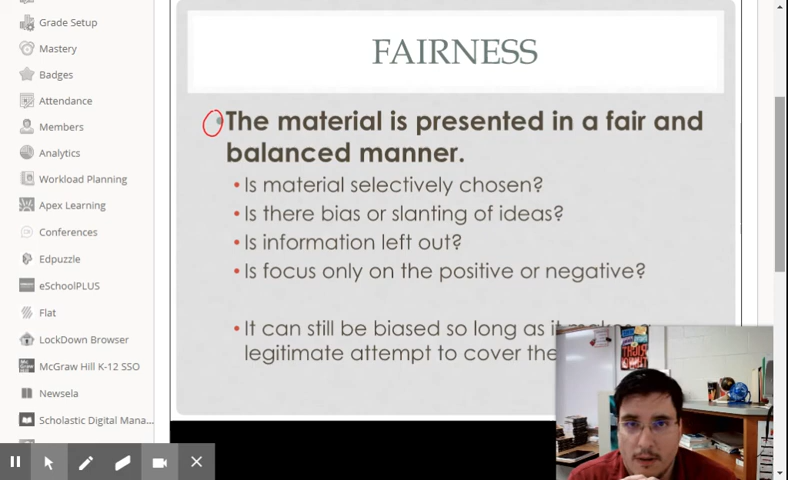 Grade Setup
Mastery
Badges
Attendance
Members
Analytics
Workload Planning
Apex Learning
Conferences
Edpuzzle
eSchoolPLUS
Flat
LockDown Browser
McGraw Hill K-12 SSO
Newsela
Scholastic Digital Mana...
FAIRNESS
The material is presented in a fair and
balanced manner.
• Is material selectively chosen?
• Is there bias or slanting of ideas?
• Is information left out?
• Is focus only on the positive or negative?
• It can still be biased so long as it
legitimate attempt to cover the